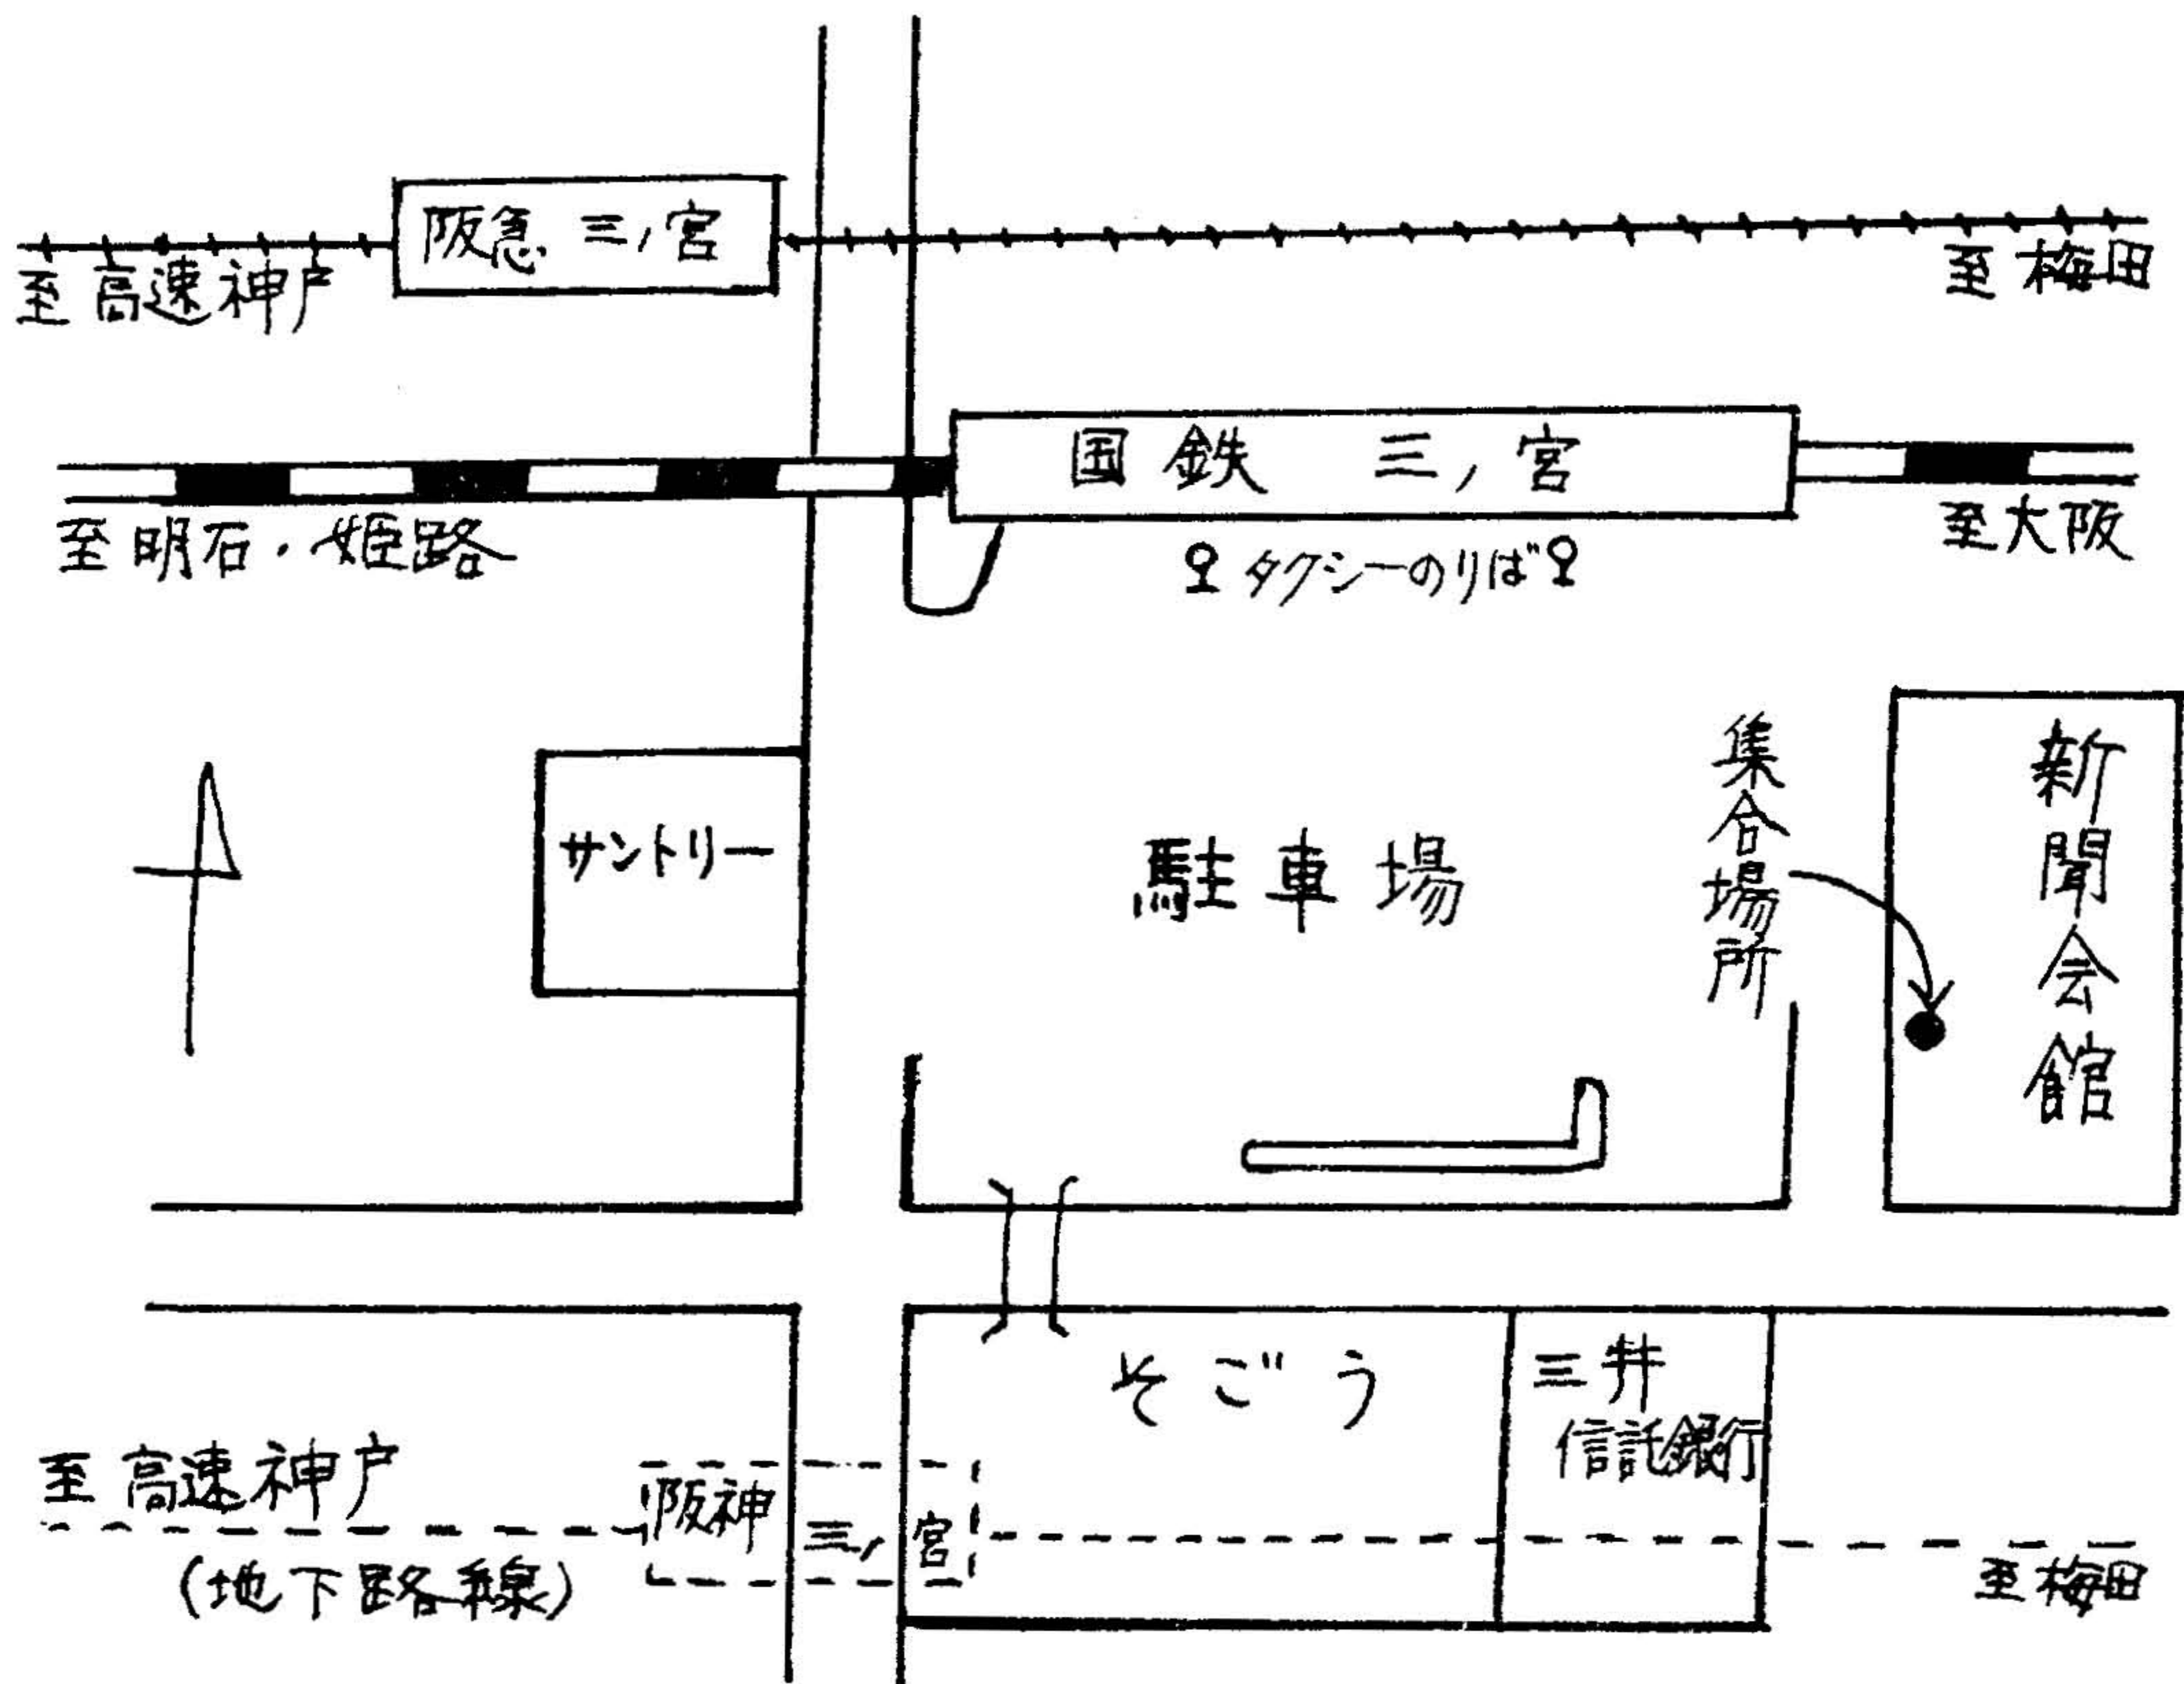 阪急 三ノ宮
至高速神戸
至梅田
国鉄 三ノ宮
至明石・姫路
至大阪
タクシーのりば
サントリー
駐車場
集合場所
新聞会館
そごう
三井
信託銀行
至高速神戸
阪神 三ノ宮
(地下路線)
至梅田